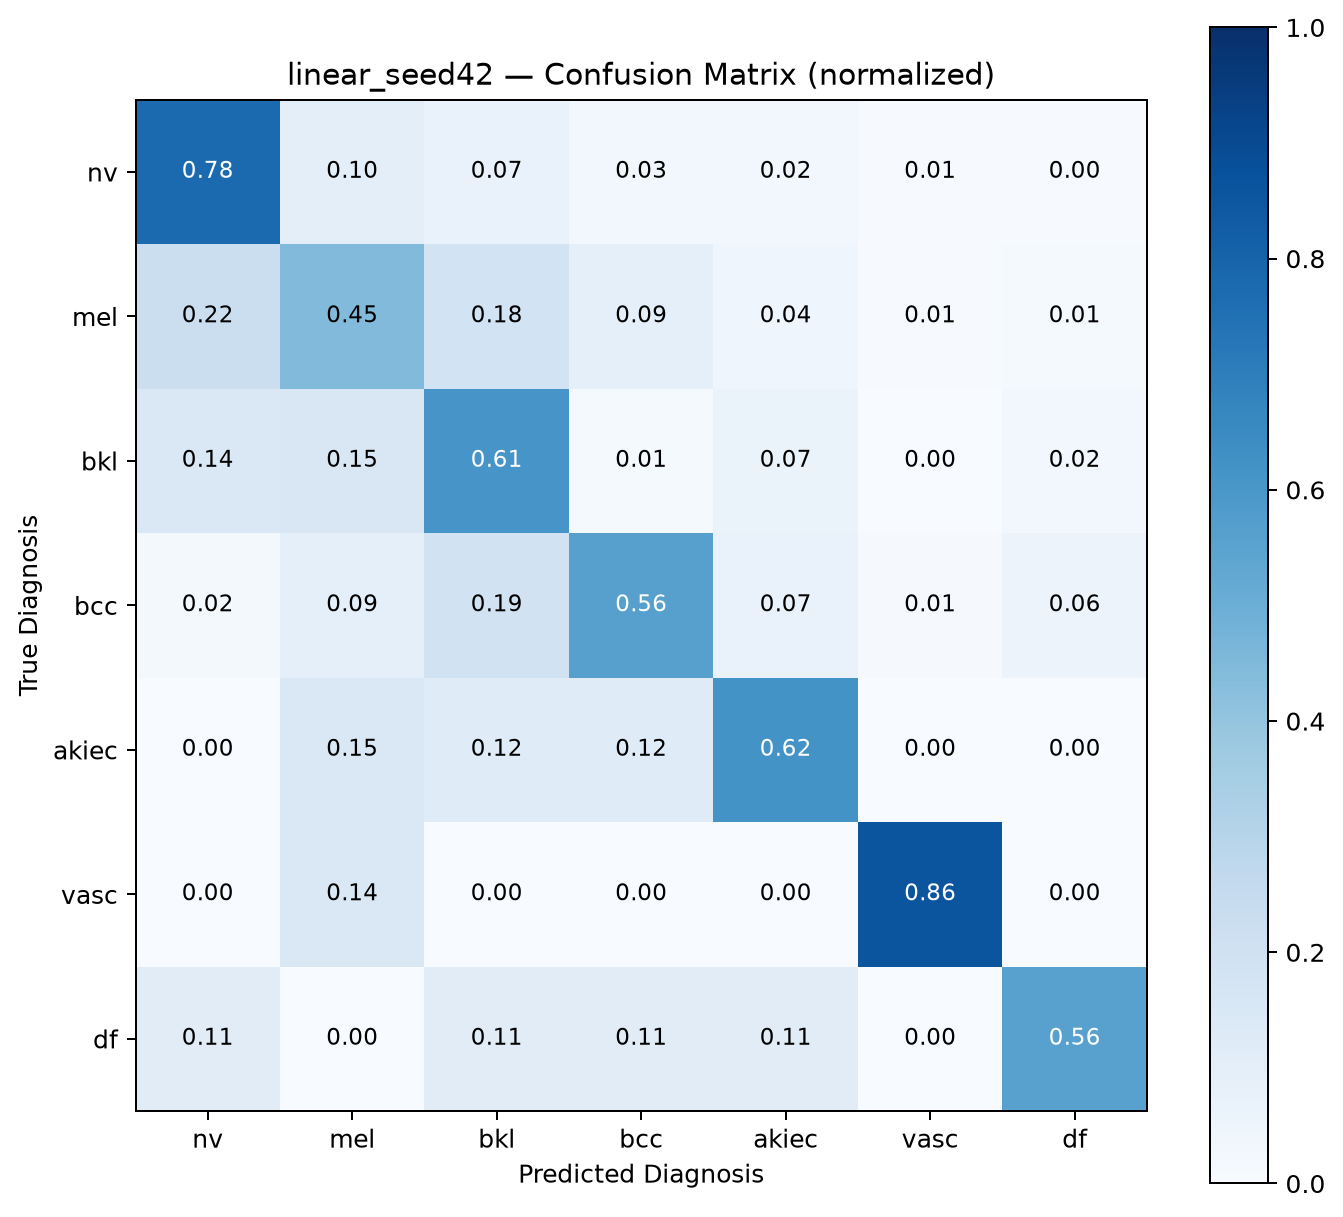 linear_seed42 — Confusion Matrix (normalized)
nv 0.78 0.10 0.07 0.03 0.02 0.01 0.00
mel 0.22 0.45 0.18 0.09 0.04 0.01 0.01
bkl 0.14 0.15 0.61 0.01 0.07 0.00 0.02
bcc 0.02 0.09 0.19 0.56 0.07 0.01 0.06
akiec 0.00 0.15 0.12 0.12 0.62 0.00 0.00
vasc 0.00 0.14 0.00 0.00 0.00 0.86 0.00
df 0.11 0.00 0.11 0.11 0.11 0.00 0.56
nv mel bkl bcc akiec vasc df
Predicted Diagnosis
True Diagnosis
1.0
0.8
0.6
0.4
0.2
0.0